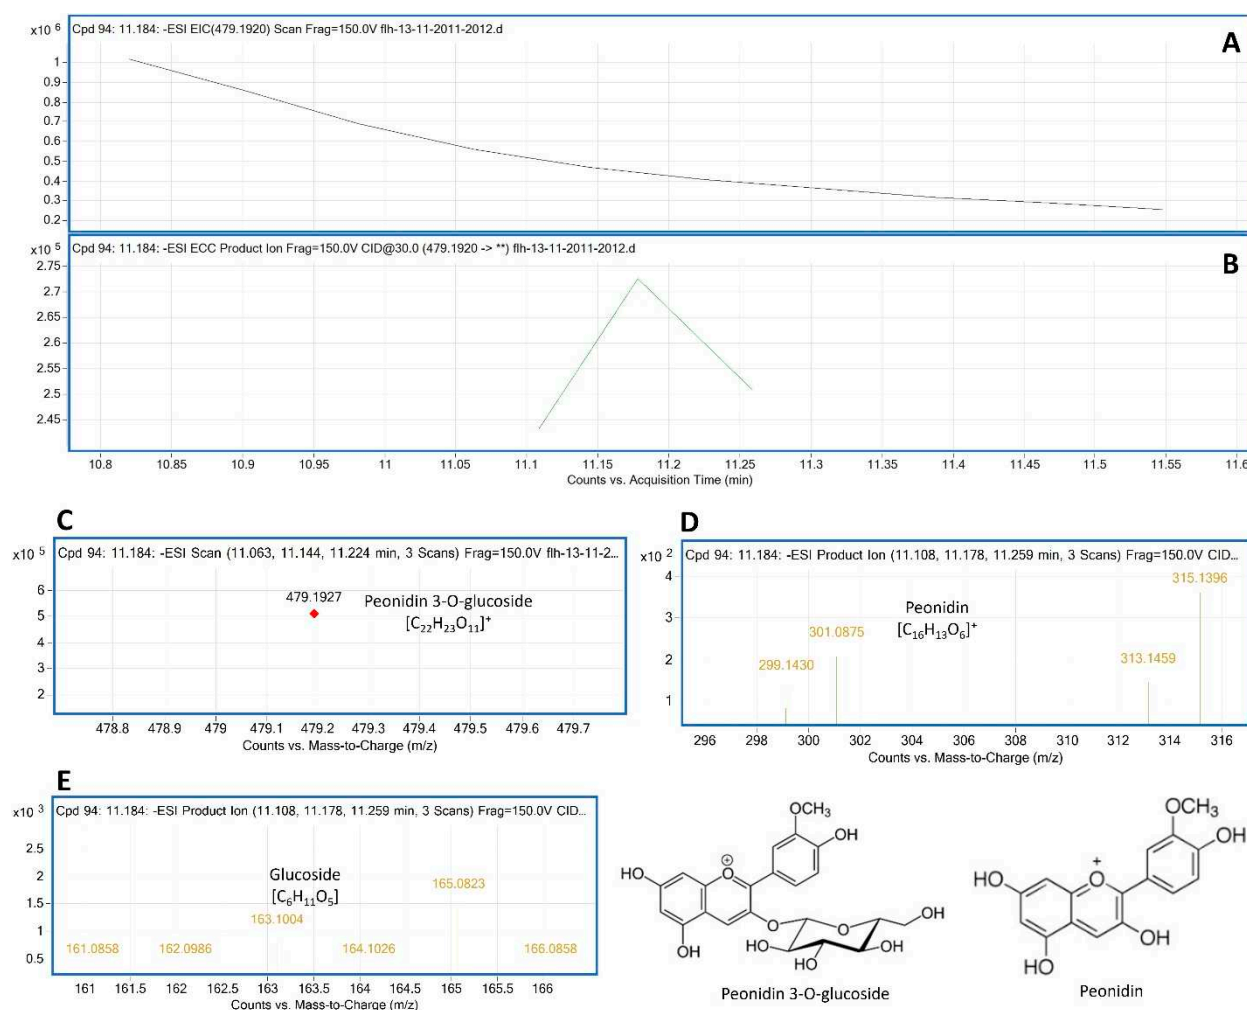 x10 6
Cpd 94: 11.184: -ESI EIC(479.1920) Scan Frag=150.0V flh-13-11-2011-2012.d
A
1
0.9
0.8
0.7
0.6
0.5
0.4
0.3
0.2
x10 5
Cpd 94: 11.184: -ESI ECC Product Ion Frag=150.0V CID@30.0 (479.1920 -> **) flh-13-11-2011-2012.d
B
2.75
2.7
2.65
2.6
2.55
2.5
2.45
10.8 10.85 10.9 10.95 11 11.05 11.1 11.15 11.2 11.25 11.3 11.35 11.4 11.45 11.5 11.55 11.6
Counts vs. Acquisition Time (min)
C
x10 5
Cpd 94: 11.184: -ESI Scan (11.063, 11.144, 11.224 min, 3 Scans) Frag=150.0V flh-13-11-2...
6
5
4
3
2
479.1927
Peonidin 3-O-glucoside
[C22H23O11]+
478.8 478.9 479 479.1 479.2 479.3 479.4 479.5 479.6 479.7
Counts vs. Mass-to-Charge (m/z)
D
x10 2
Cpd 94: 11.184: -ESI Product Ion (11.108, 11.178, 11.259 min, 3 Scans) Frag=150.0V CID...
4
3
2
1
315.1396
Peonidin
[C16H13O6]+
301.0875
299.1430
313.1459
296 298 300 302 304 306 308 310 312 314 316
Counts vs. Mass-to-Charge (m/z)
E
x10 3
Cpd 94: 11.184: -ESI Product Ion (11.108, 11.178, 11.259 min, 3 Scans) Frag=150.0V CID...
2.5
2
1.5
1
0.5
Glucoside
[C6H11O5]
165.0823
163.1004
161.0858 162.0986 164.1026 166.0858
161 161.5 162 162.5 163 163.5 164 164.5 165 165.5 166
Counts vs. Mass-to-Charge (m/z)
OCH3
OH
HO
+
O
OH
O
O
OH
HO
HO
OH
Peonidin 3-O-glucoside
OCH3
OH
HO
+
O
OH
HO
Peonidin